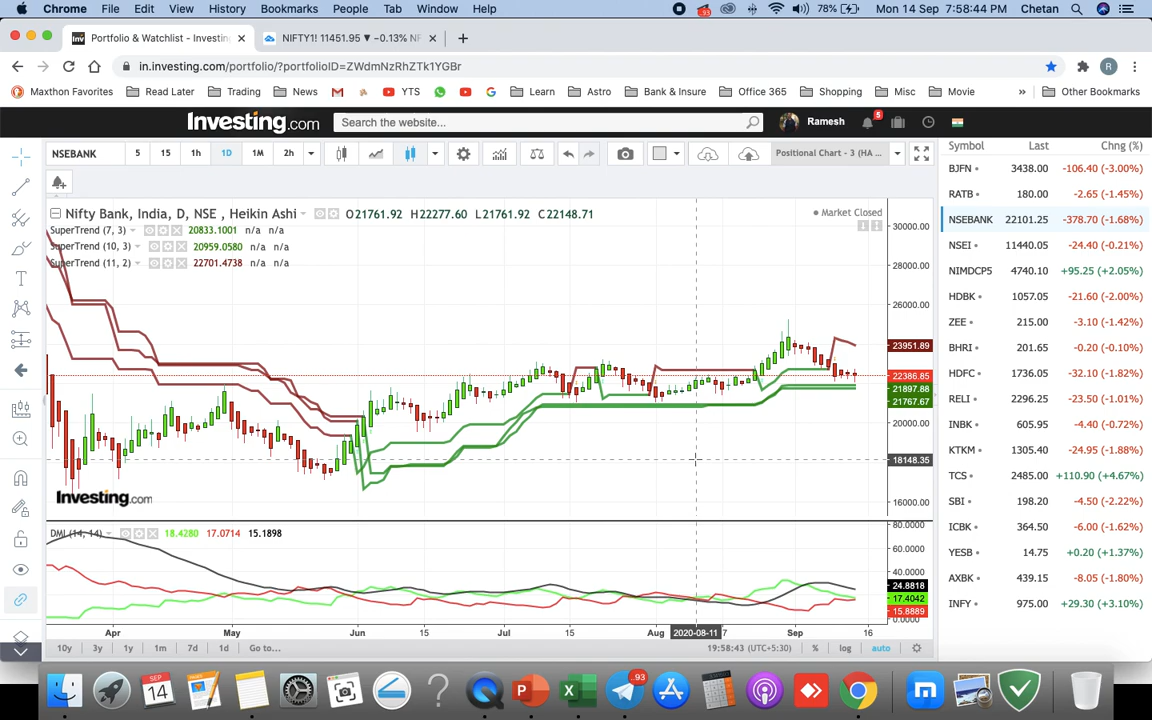 Chrome File Edit View History Bookmarks People Tab Window Help 93 78% Mon 14 Sep 7:58:44 PM Chetan
Inv Portfolio & Watchlist - Investin NIFTY1! 11451.95 ▼ −0.13% NF
in.investing.com/portfolio/?portfolioID=ZWdmNzRhZTk1YGBr R
Maxthon Favorites Read Later Trading News YTS Learn Astro Bank & Insure Office 365 Shopping Misc Movie » Other Bookmarks
Investing.com Search the website... Ramesh 5
NSEBANK 5 15 1h 1D 1M 2h Positional Chart - 3 (HA ...
Symbol Last Chng (%)
Nifty Bank, India, D, NSE , Heikin Ashi O21761.92 H22277.60 L21761.92 C22148.71
Market Closed
SuperTrend (7, 3) 20833.1001 n/a n/a
SuperTrend (10, 3) 20959.0580 n/a n/a
SuperTrend (11, 2) 22701.4738 n/a n/a
30000.00
28000.00
26000.00
23951.89
22386.85
21897.88
21767.67
20000.00
18148.35
16000.00
Investing.com
DMI (14, 14) 18.4280 17.0714 15.1898
80.0000
60.0000
40.0000
24.8818
17.4042
15.8889
0.0000
Apr May Jun 15 Jul 15 Aug 2020-08-11 7 Sep 16
10y 3y 1y 1m 7d 1d Go to... 19:58:43 (UTC+5:30) % log auto
BJFN 3438.00 -106.40 (-3.00%)
RATB 180.00 -2.65 (-1.45%)
NSEBANK 22101.25 -378.70 (-1.68%)
NSEI 11440.05 -24.40 (-0.21%)
NIMDCP5 4740.10 +95.25 (+2.05%)
HDBK 1057.05 -21.60 (-2.00%)
ZEE 215.00 -3.10 (-1.42%)
BHRI 201.65 -0.20 (-0.10%)
HDFC 1736.05 -32.10 (-1.82%)
RELI 2296.25 -23.50 (-1.01%)
INBK 605.95 -4.40 (-0.72%)
KTKM 1305.40 -24.95 (-1.88%)
TCS 2485.00 +110.90 (+4.67%)
SBI 198.20 -4.50 (-2.22%)
ICBK 364.50 -6.00 (-1.62%)
YESB 14.75 +0.20 (+1.37%)
AXBK 439.15 -8.05 (-1.80%)
INFY 975.00 +29.30 (+3.10%)
SEP 14 93